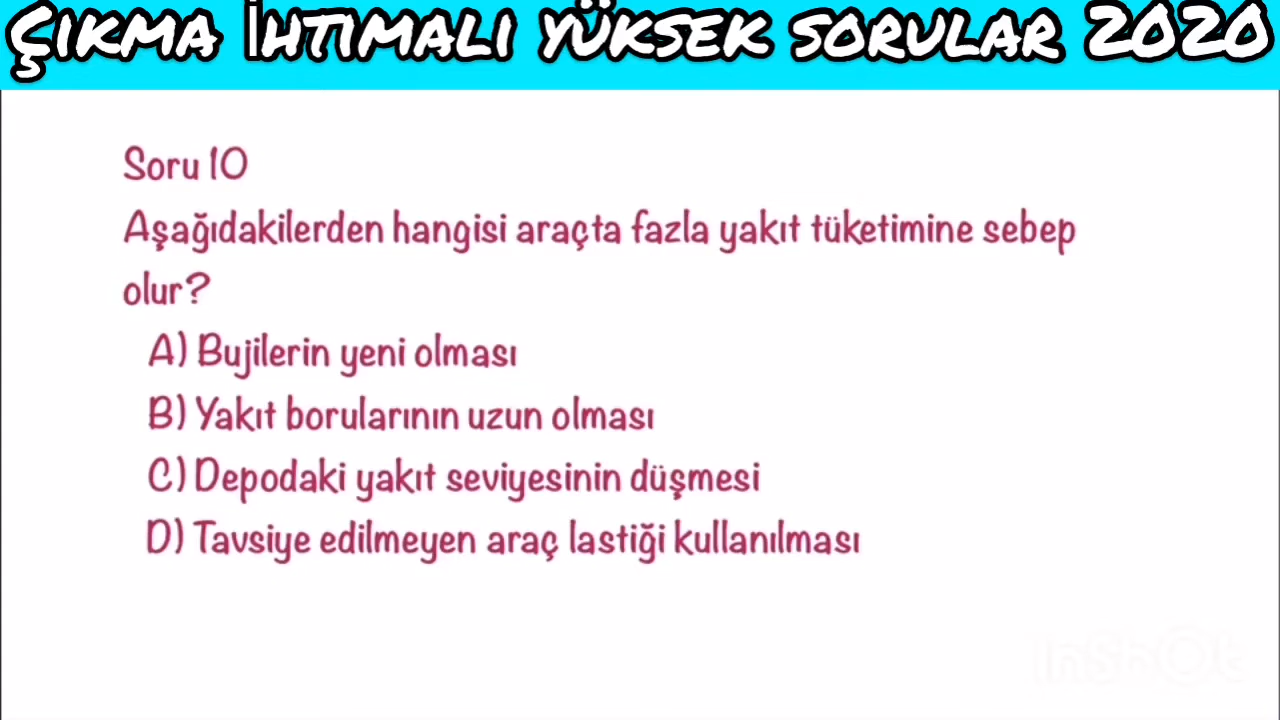 ÇIKMA İHTIMALI YÜKSEK SORULAR 2020
Soru 10
Aşağıdakilerden hangisi araçta fazla yakıt tüketimine sebep
olur?
A) Bujilerin yeni olması
B) Yakıt borularının uzun olması
C) Depodaki yakıt seviyesinin düşmesi
D) Tavsiye edilmeyen araç lastiği kullanılması